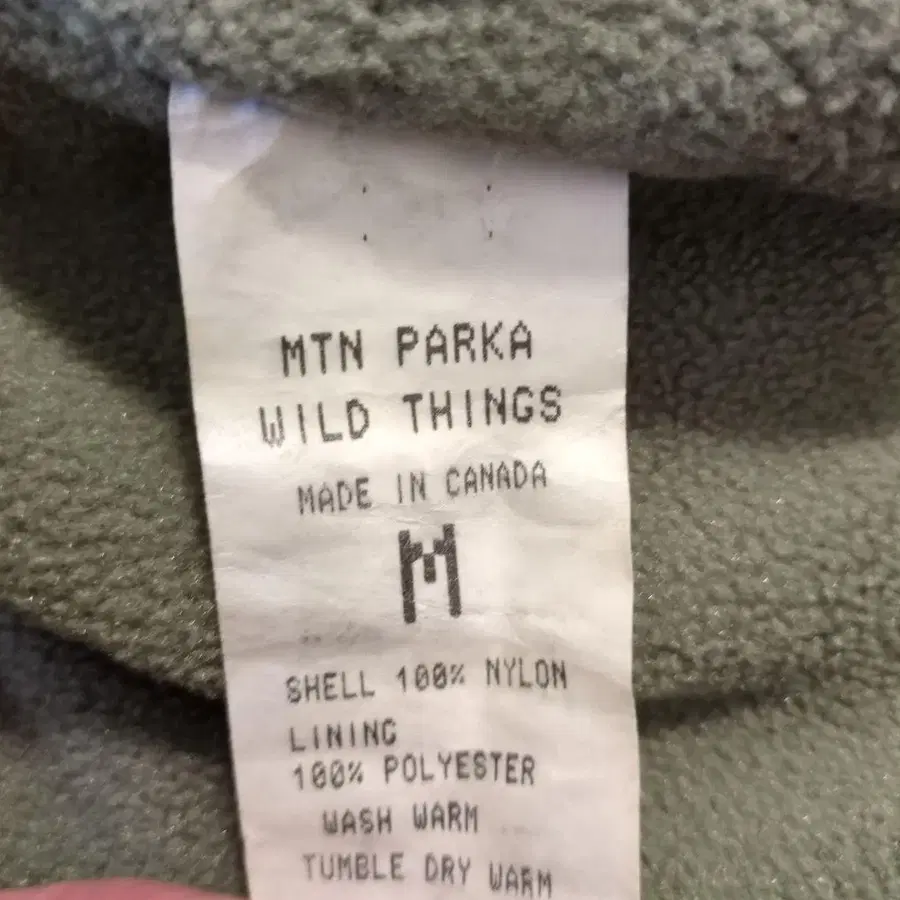 MTN PARKA
WILD THINGS
MADE IN CANADA
M
SHELL 100% NYLON
LINING
100% POLYESTER
WASH WARM
TUMBLE DRY WARM